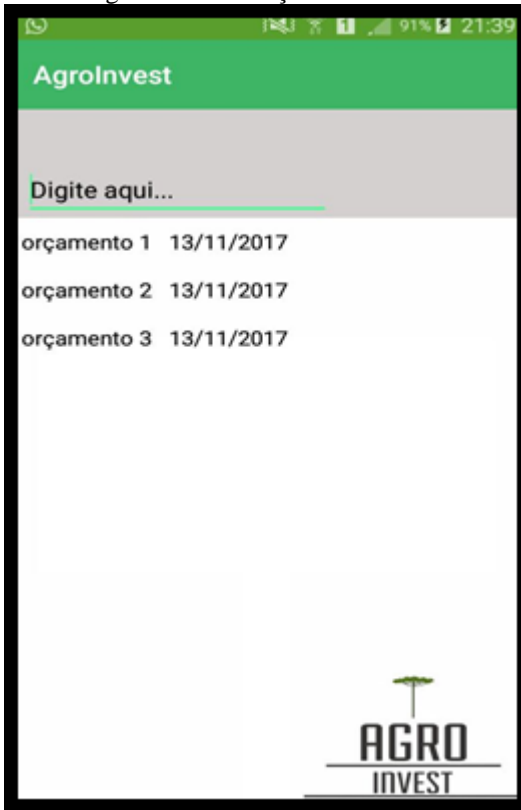 1 91% 21:39
AgroInvest
Digite aqui...
orçamento 1 13/11/2017
orçamento 2 13/11/2017
orçamento 3 13/11/2017
AGRO
INVEST